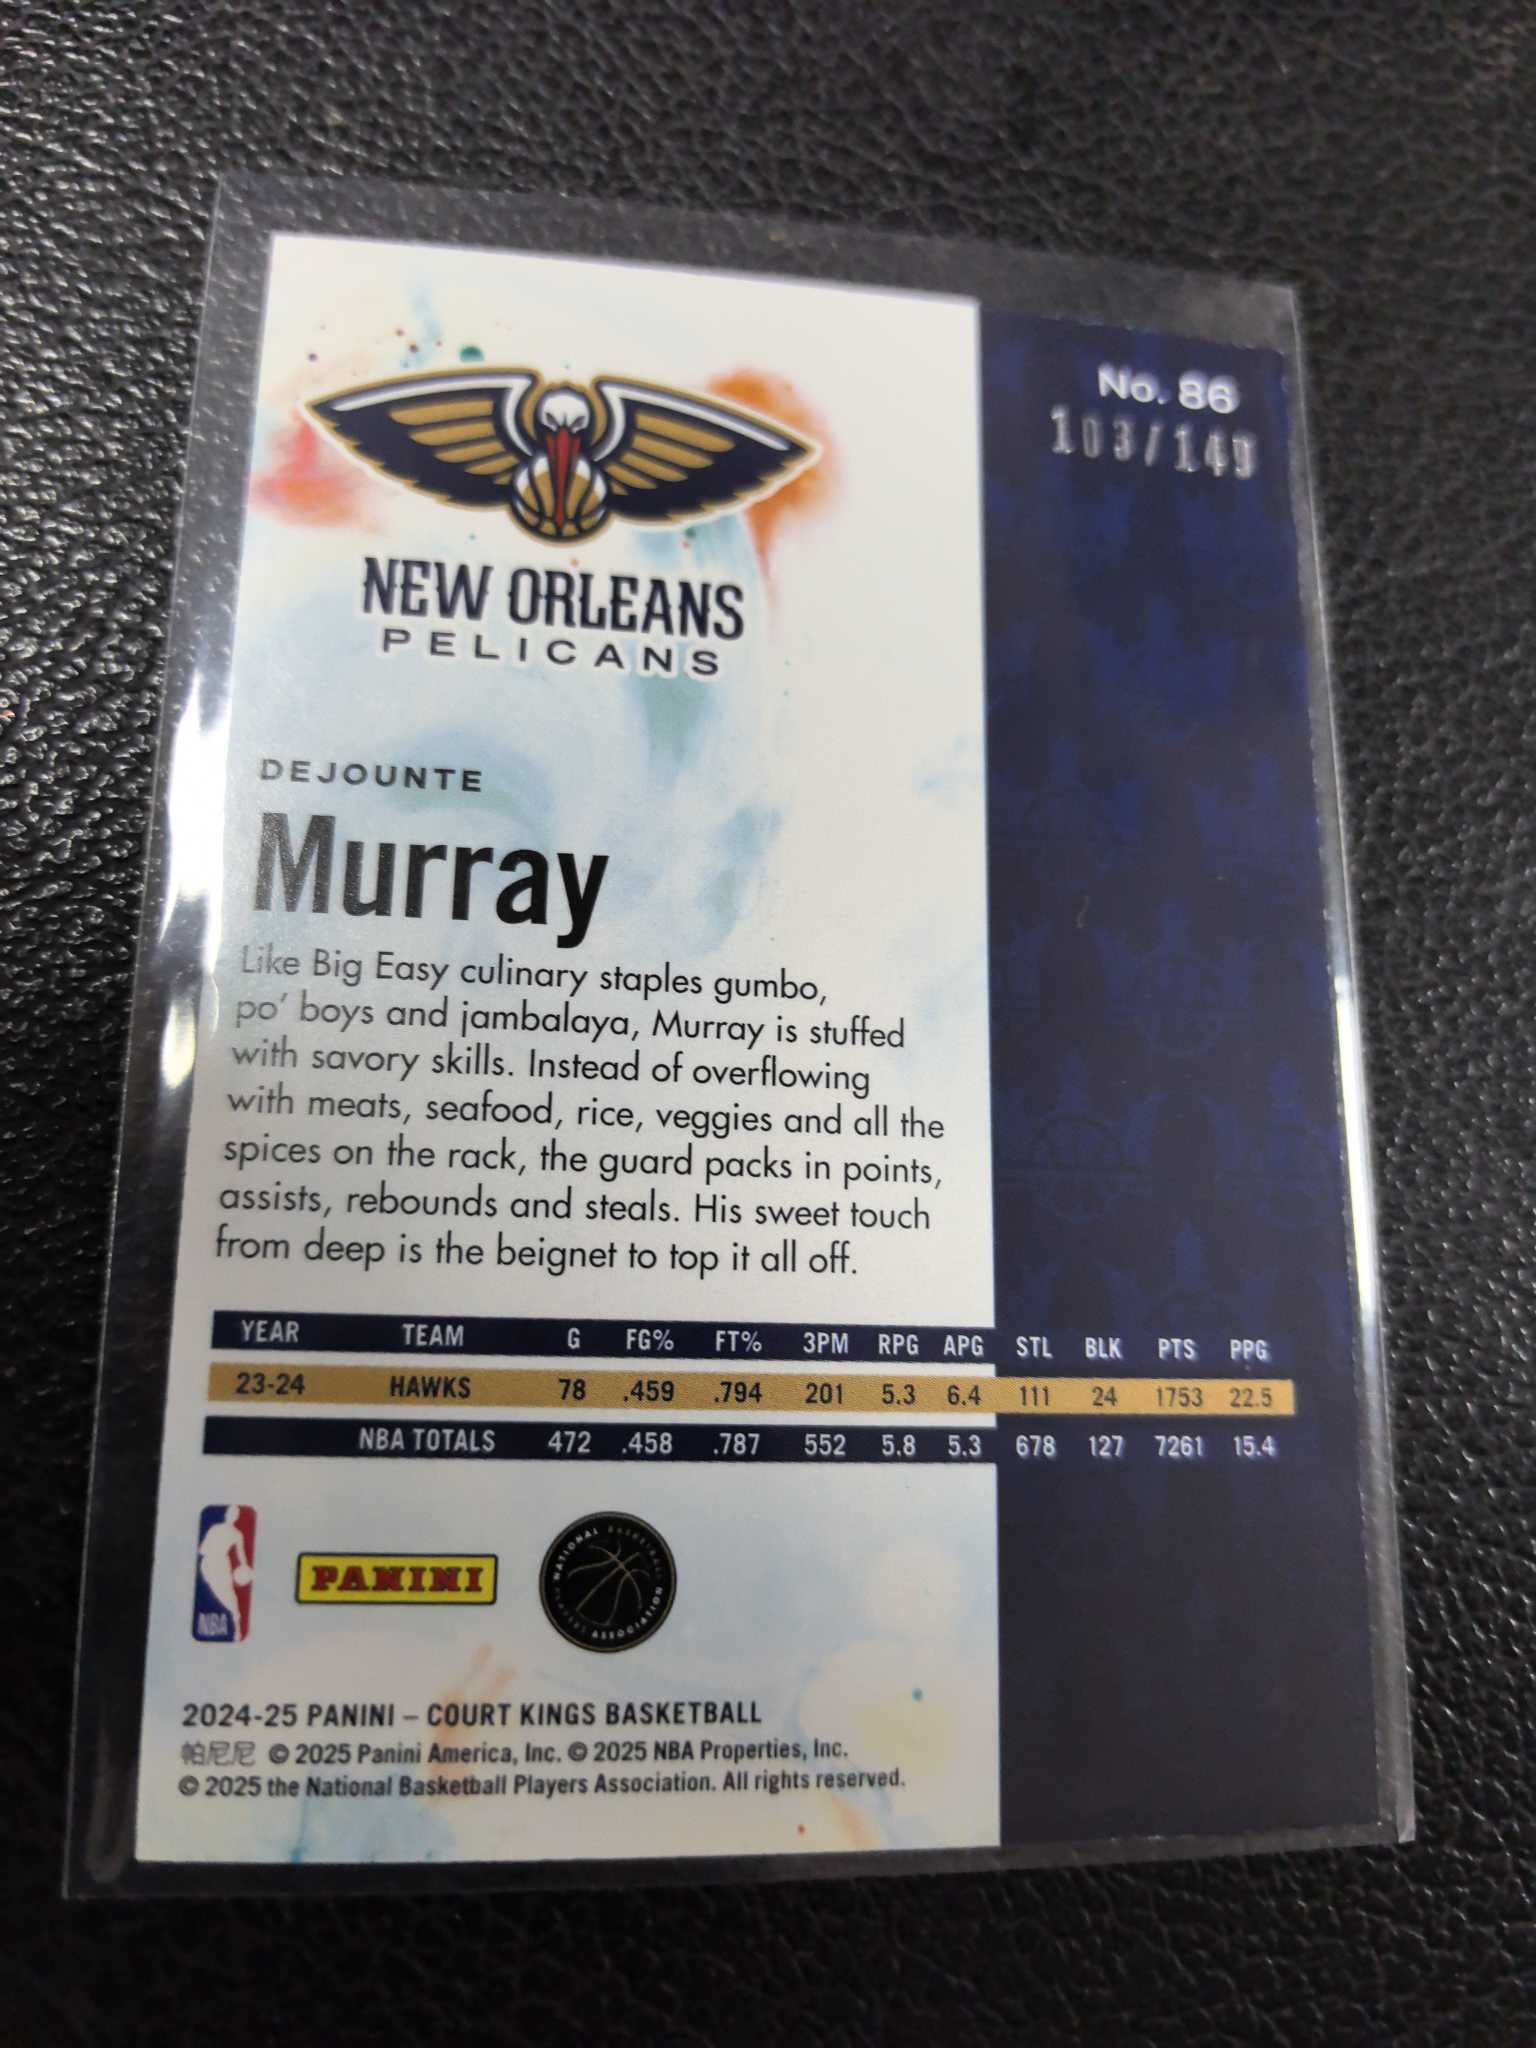 No. 86
103/149
NEW ORLEANS
PELICANS
DEJOUNTE
Murray
Like Big Easy culinary staples gumbo,
po' boys and jambalaya, Murray is stuffed
with savory skills. Instead of overflowing
with meats, seafood, rice, veggies and all the
spices on the rack, the guard packs in points,
assists, rebounds and steals. His sweet touch
from deep is the beignet to top it all off.
YEAR TEAM G FG% FT% 3PM RPG APG STL BLK PTS PPG
23-24 HAWKS 78 .459 .794 201 5.3 6.4 111 24 1753 22.5
NBA TOTALS 472 .458 .787 552 5.8 5.3 678 127 7261 15.4
NBA
PANINI
NATIONAL BASKETBALL PLAYERS ASSOCIATION
2024-25 PANINI – COURT KINGS BASKETBALL
帕尼尼 © 2025 Panini America, Inc. © 2025 NBA Properties, Inc.
© 2025 the National Basketball Players Association. All rights reserved.